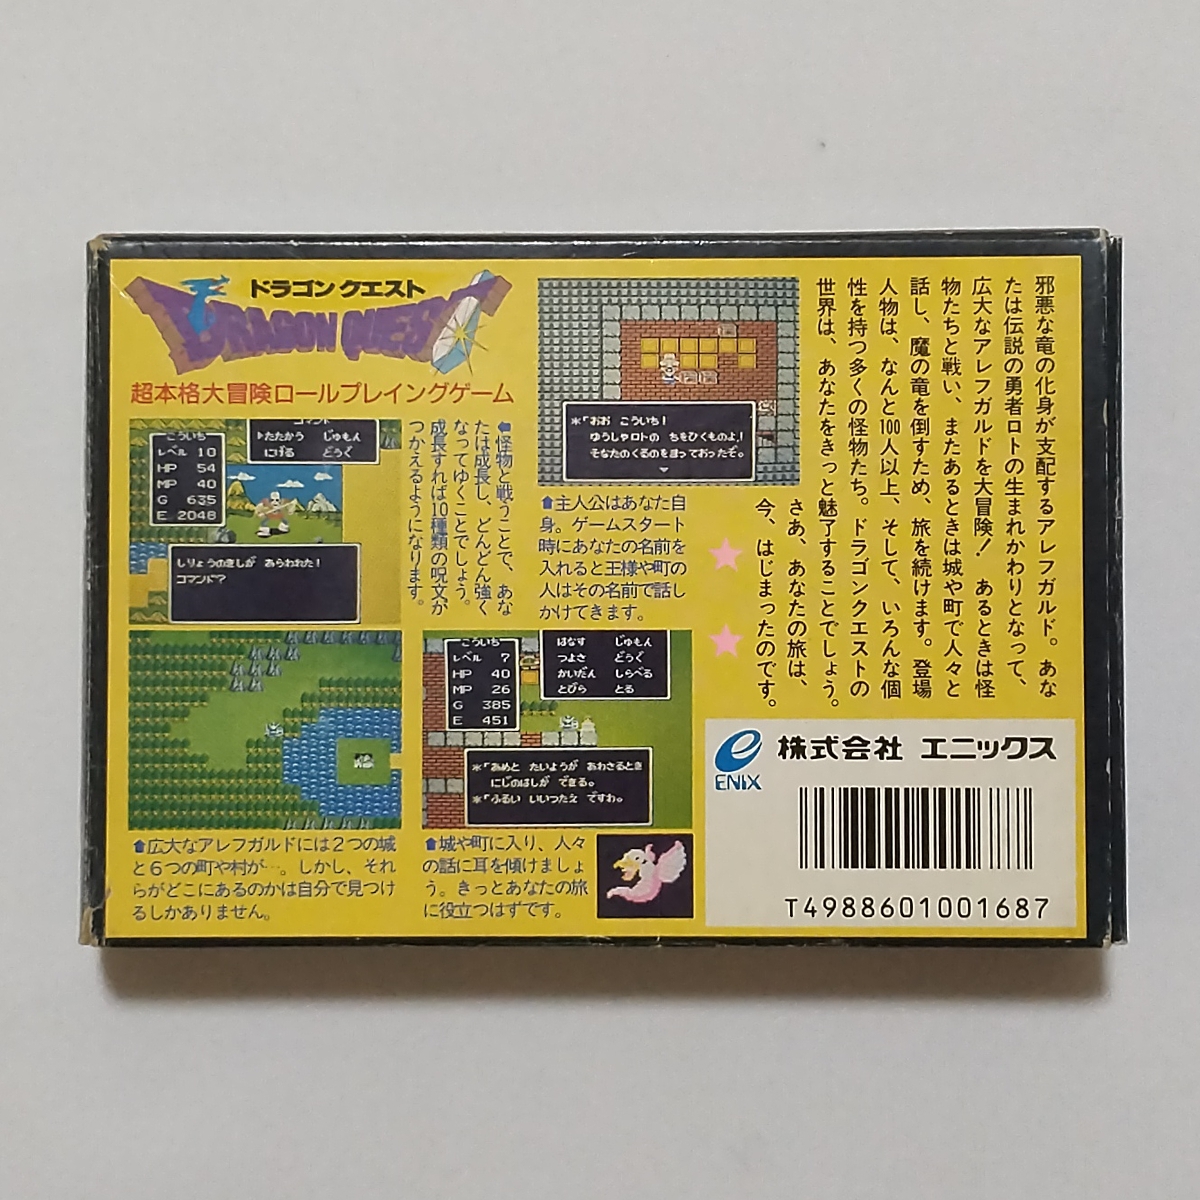 ドラゴンクエスト
DRAGON QUEST
超本格大冒険ロールプレイングゲーム
こういち
レベル 10
HP 54
MP 40
G 635
E 2048
コマンド
たたかう じゅもん
にげる どうぐ
しりょうのきしが あらわれた!
コマンド?
⬅怪物と戦うことで、あな
たは成長し、どんどん強く
なってゆくことでしょう。
成長すれば10種類の呪文が
つかえるようになります。
*「おお こういち!
ゆうしゃロトの ちをひくものよ!
そなたのくるのを まっておったぞ。
⬆主人公はあなた自
身。ゲームスタート
時にあなたの名前を
入れると王様や町の
人はその名前で話し
かけてきます。
邪悪な竜の化身が支配するアレフガルド。あな
たは伝説の勇者ロトの生まれかわりとなって、
広大なアレフガルドを大冒険!あるときは怪
物たちと戦い、またあるときは城や町で人々と
話し、魔の竜を倒すため、旅を続けます。登場
人物は、なんと100人以上、そして、いろんな個
性を持つ多くの怪物たち。ドラゴンクエストの
世界は、あなたをきっと魅了することでしょう。
さあ、あなたの旅は、
今、はじまったのです。
⬆広大なアレフガルドには2つの城
と6つの町や村が…。しかし、それ
らがどこにあるのかは自分で見つけ
るしかありません。
こういち
レベル 7
HP 40
MP 26
G 385
E 451
はなす じゅもん
つよさ どうぐ
かいだん しらべる
とびら とる
*「あめと たいようが あわさるとき
にじのはしが できる。
*「ふるい いいつたえ ですわ。
⬆城や町に入り、人々
の話に耳を傾けましょ
う。きっとあなたの旅
に役立つはずです。
e
ENIX
株式会社 エニックス
T4988601001687